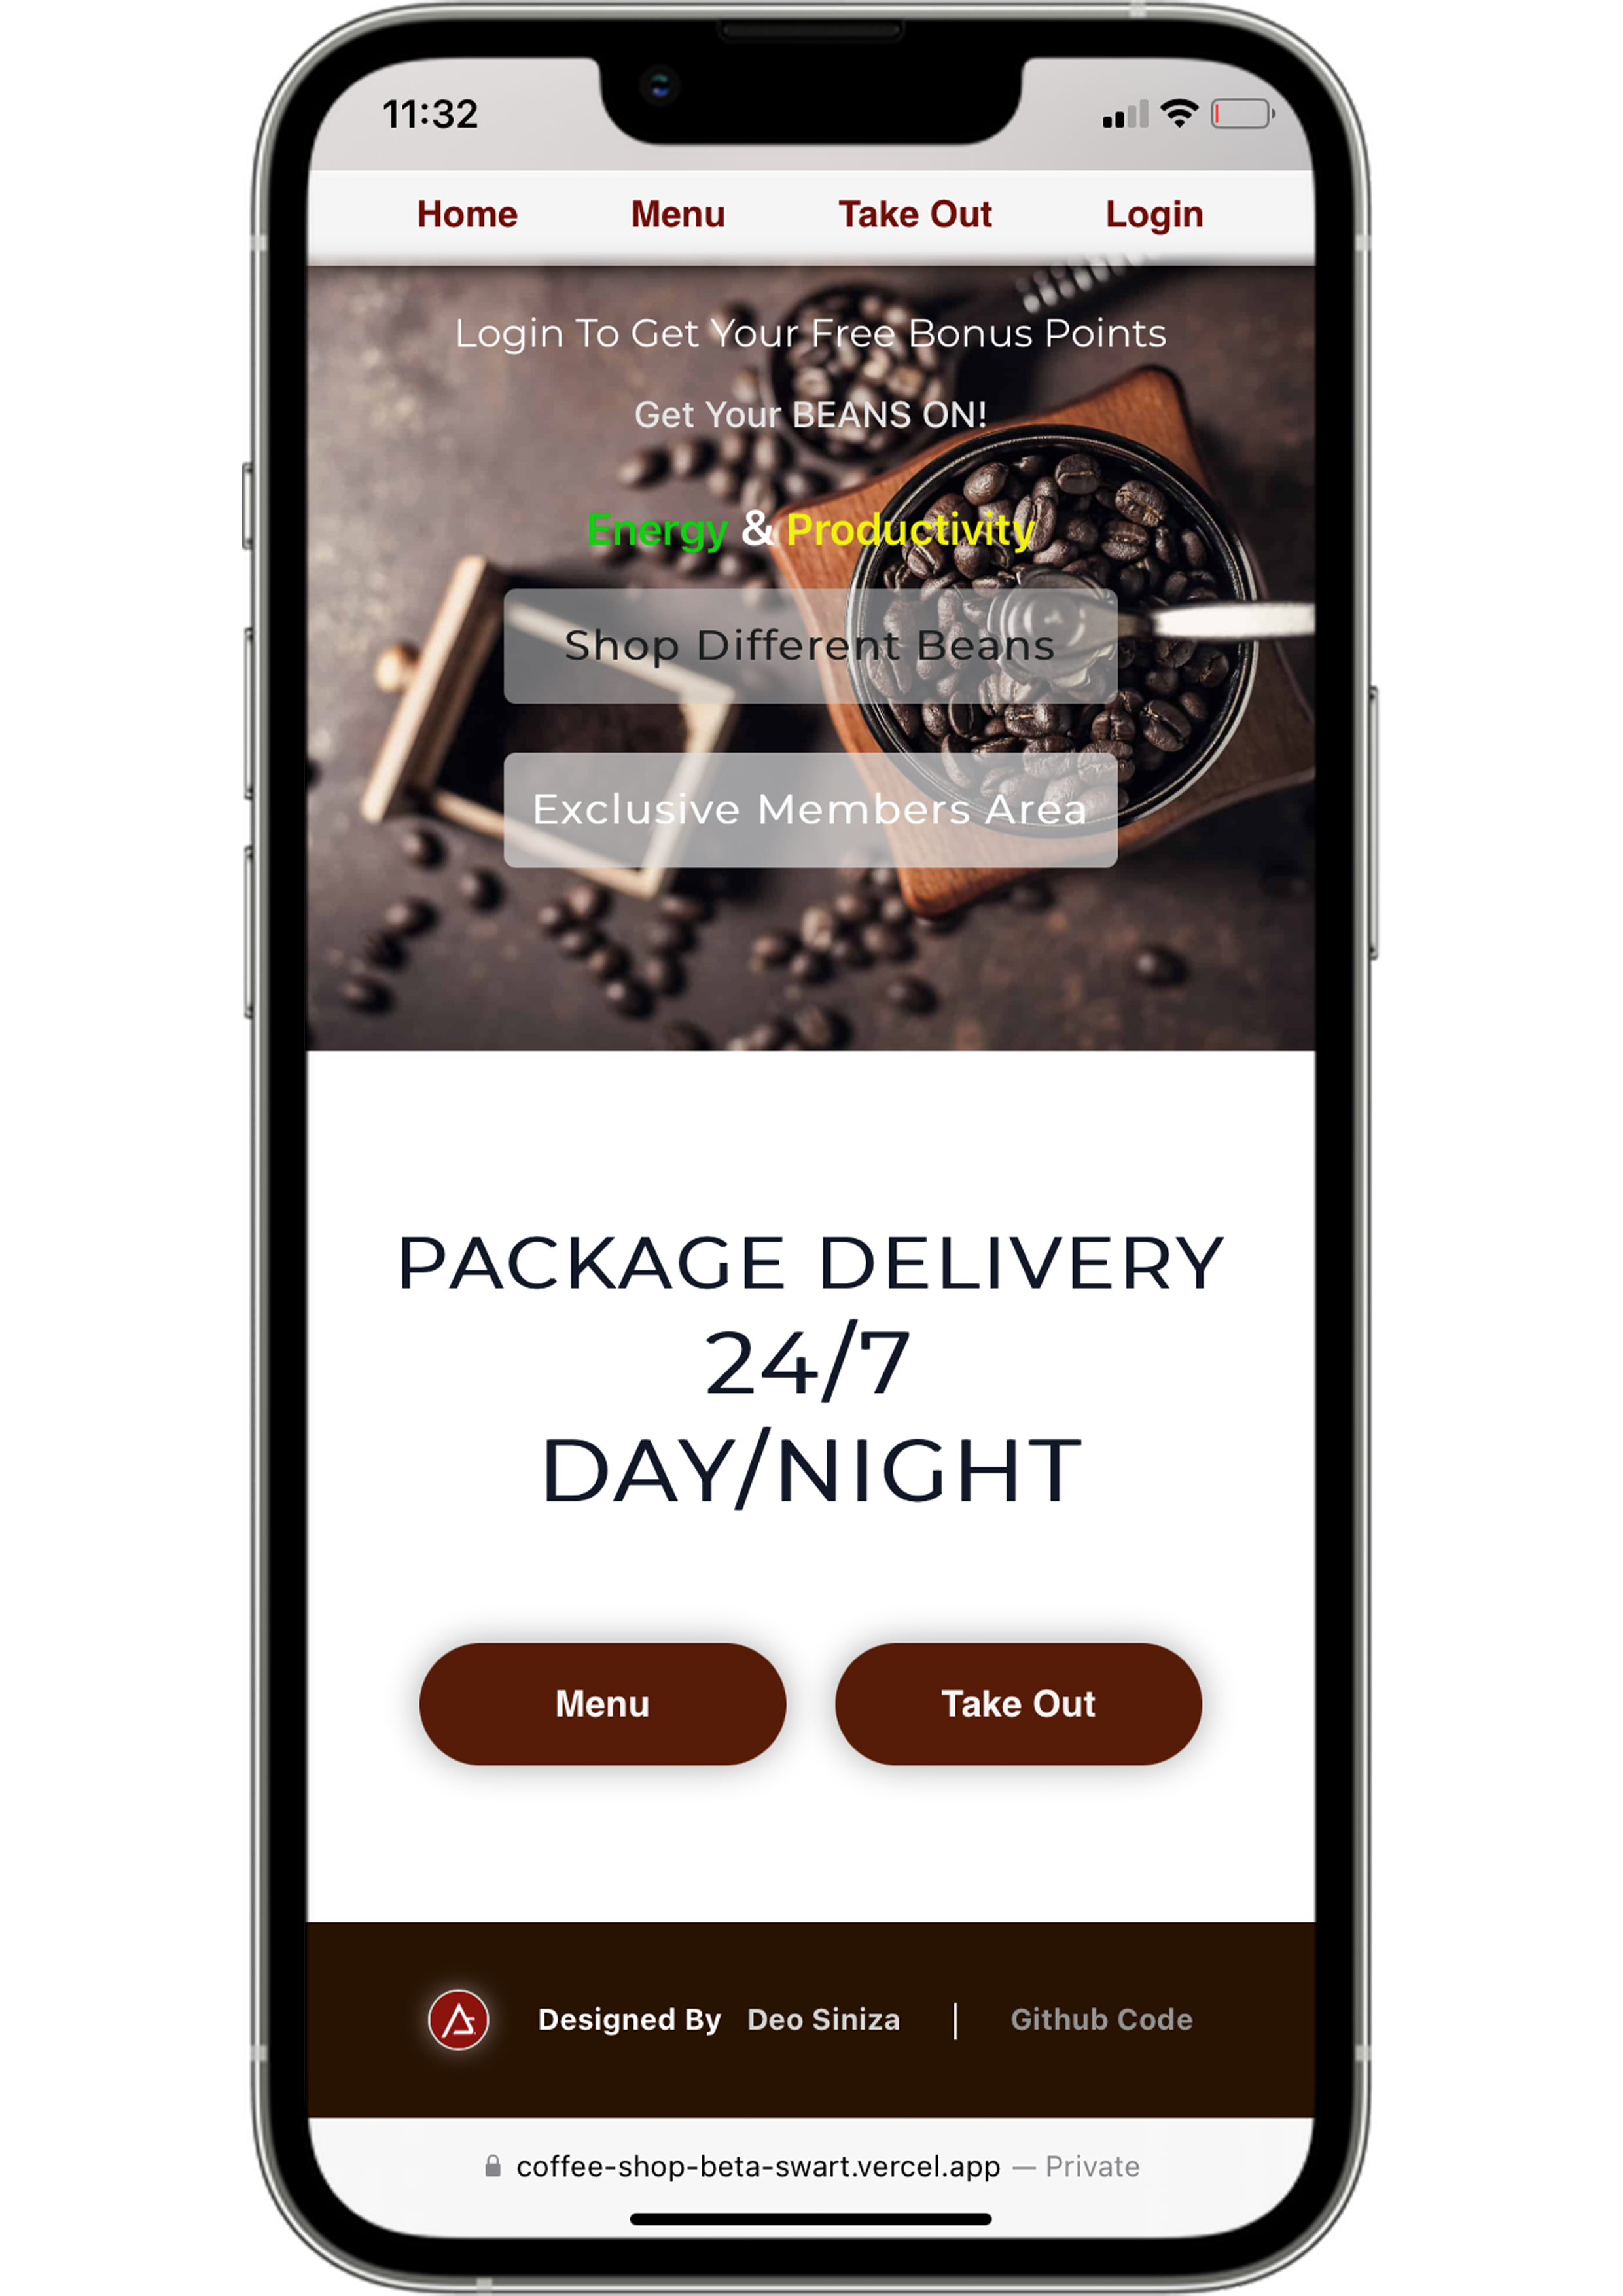 11:32
Home Menu Take Out Login
Login To Get Your Free Bonus Points
Get Your BEANS ON!
Energy & Productivity
Shop Different Beans
Exclusive Members Area
PACKAGE DELIVERY
24/7
DAY/NIGHT
Menu Take Out
Designed By Deo Siniza | Github Code
coffee-shop-beta-swart.vercel.app — Private